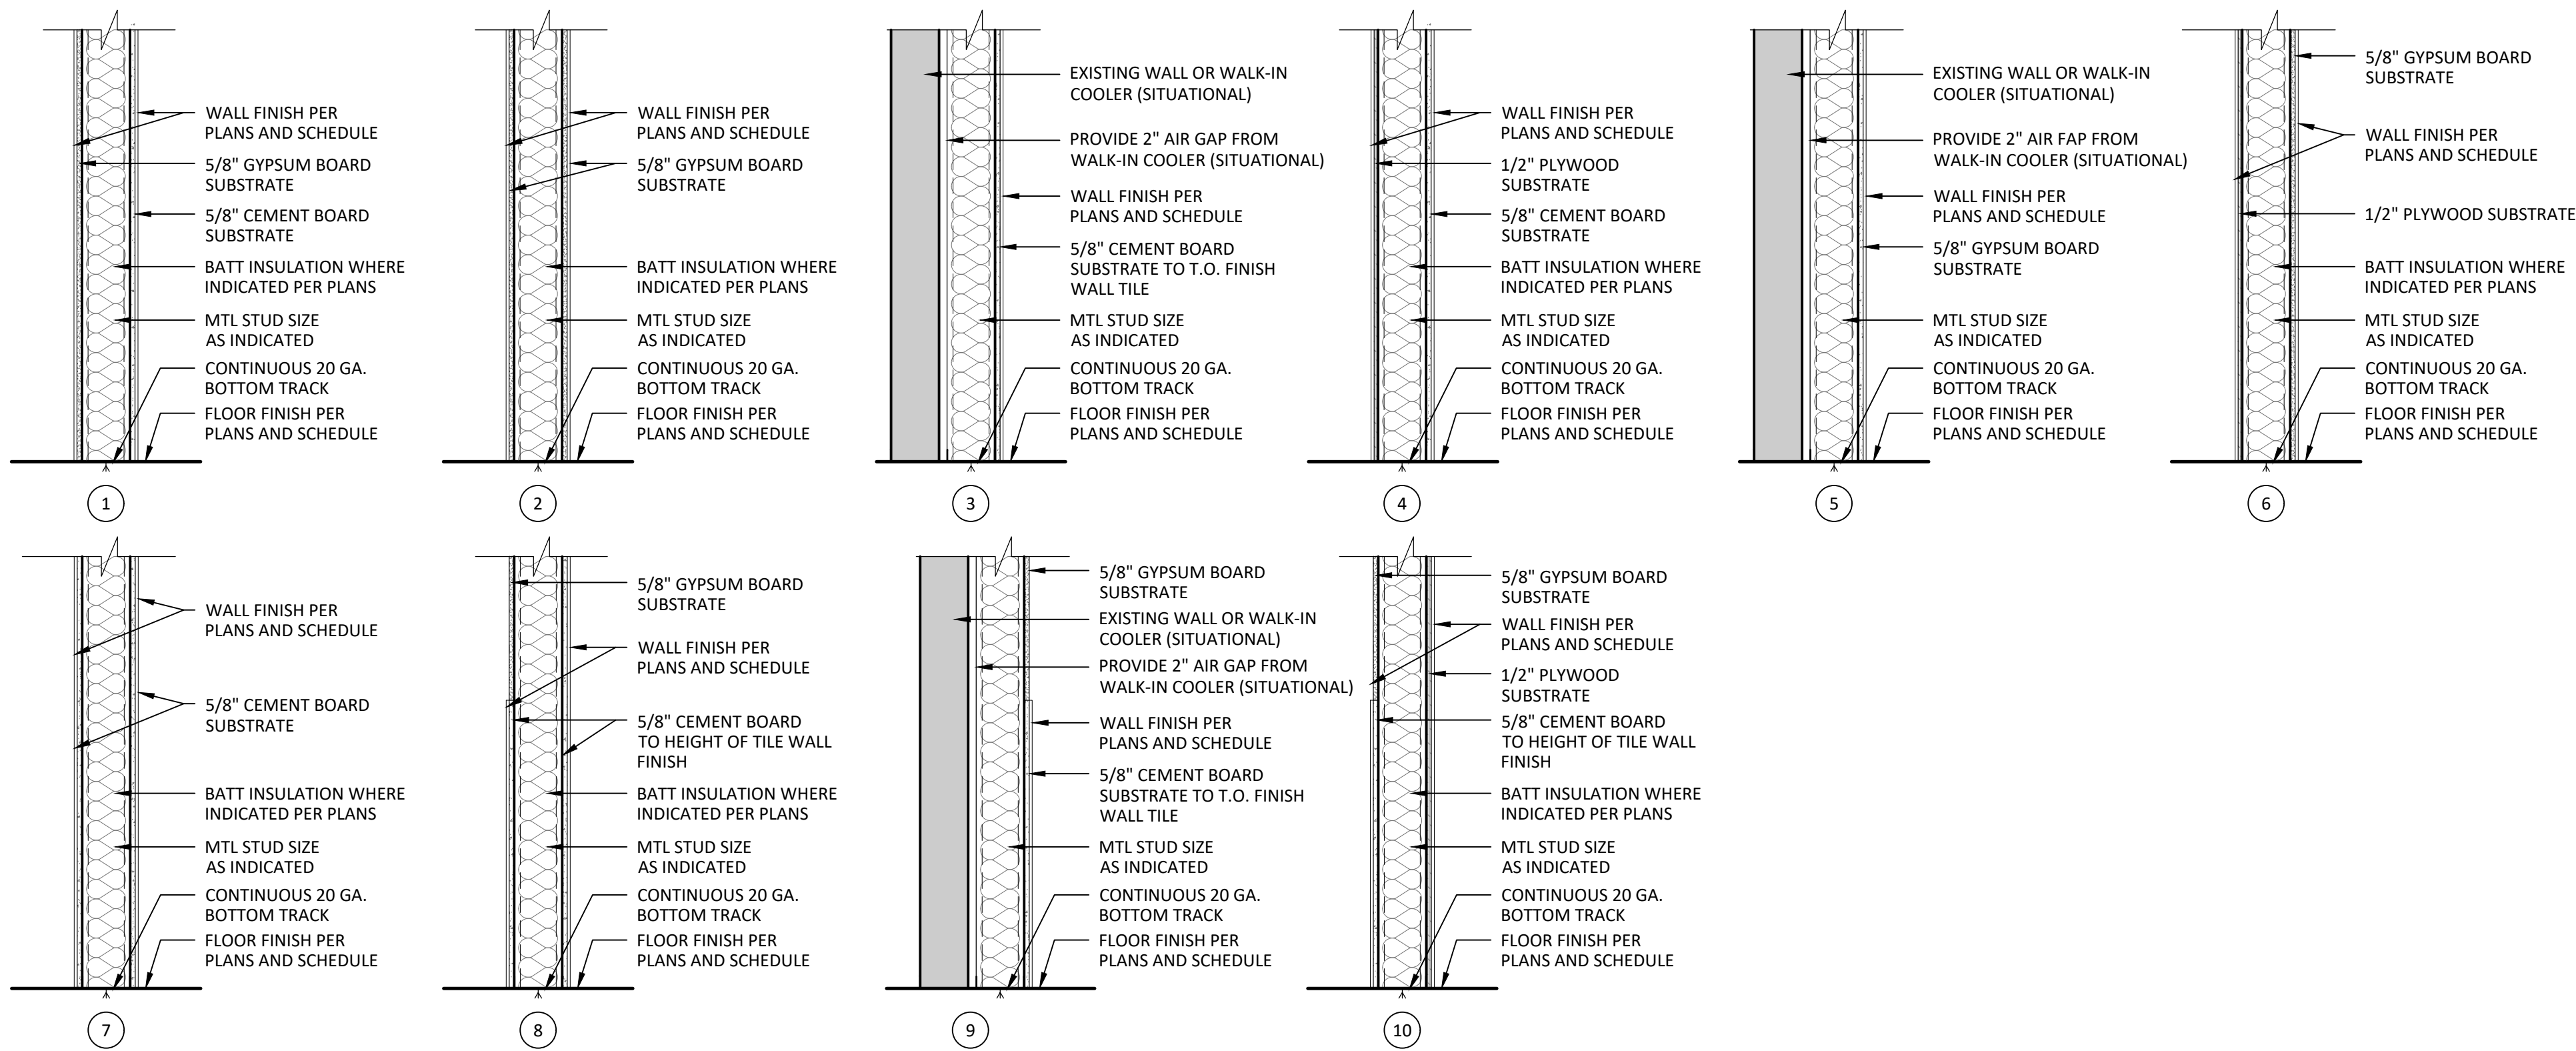 WALL FINISH PER
PLANS AND SCHEDULE
5/8" GYPSUM BOARD
SUBSTRATE
5/8" CEMENT BOARD
SUBSTRATE
BATT INSULATION WHERE
INDICATED PER PLANS
MTL STUD SIZE
AS INDICATED
CONTINUOUS 20 GA.
BOTTOM TRACK
FLOOR FINISH PER
PLANS AND SCHEDULE
1
WALL FINISH PER
PLANS AND SCHEDULE
5/8" GYPSUM BOARD
SUBSTRATE
BATT INSULATION WHERE
INDICATED PER PLANS
MTL STUD SIZE
AS INDICATED
CONTINUOUS 20 GA.
BOTTOM TRACK
FLOOR FINISH PER
PLANS AND SCHEDULE
2
EXISTING WALL OR WALK-IN
COOLER (SITUATIONAL)
PROVIDE 2" AIR GAP FROM
WALK-IN COOLER (SITUATIONAL)
WALL FINISH PER
PLANS AND SCHEDULE
5/8" CEMENT BOARD
SUBSTRATE TO T.O. FINISH
WALL TILE
MTL STUD SIZE
AS INDICATED
CONTINUOUS 20 GA.
BOTTOM TRACK
FLOOR FINISH PER
PLANS AND SCHEDULE
3
WALL FINISH PER
PLANS AND SCHEDULE
1/2" PLYWOOD
SUBSTRATE
5/8" CEMENT BOARD
SUBSTRATE
BATT INSULATION WHERE
INDICATED PER PLANS
MTL STUD SIZE
AS INDICATED
CONTINUOUS 20 GA.
BOTTOM TRACK
FLOOR FINISH PER
PLANS AND SCHEDULE
4
EXISTING WALL OR WALK-IN
COOLER (SITUATIONAL)
PROVIDE 2" AIR FAP FROM
WALK-IN COOLER (SITUATIONAL)
WALL FINISH PER
PLANS AND SCHEDULE
5/8" GYPSUM BOARD
SUBSTRATE
MTL STUD SIZE
AS INDICATED
CONTINUOUS 20 GA.
BOTTOM TRACK
FLOOR FINISH PER
PLANS AND SCHEDULE
5
5/8" GYPSUM BOARD
SUBSTRATE
WALL FINISH PER
PLANS AND SCHEDULE
1/2" PLYWOOD SUBSTRATE
BATT INSULATION WHERE
INDICATED PER PLANS
MTL STUD SIZE
AS INDICATED
CONTINUOUS 20 GA.
BOTTOM TRACK
FLOOR FINISH PER
PLANS AND SCHEDULE
6
WALL FINISH PER
PLANS AND SCHEDULE
5/8" CEMENT BOARD
SUBSTRATE
BATT INSULATION WHERE
INDICATED PER PLANS
MTL STUD SIZE
AS INDICATED
CONTINUOUS 20 GA.
BOTTOM TRACK
FLOOR FINISH PER
PLANS AND SCHEDULE
7
5/8" GYPSUM BOARD
SUBSTRATE
WALL FINISH PER
PLANS AND SCHEDULE
5/8" CEMENT BOARD
TO HEIGHT OF TILE WALL
FINISH
BATT INSULATION WHERE
INDICATED PER PLANS
MTL STUD SIZE
AS INDICATED
CONTINUOUS 20 GA.
BOTTOM TRACK
FLOOR FINISH PER
PLANS AND SCHEDULE
8
5/8" GYPSUM BOARD
SUBSTRATE
EXISTING WALL OR WALK-IN
COOLER (SITUATIONAL)
PROVIDE 2" AIR GAP FROM
WALK-IN COOLER (SITUATIONAL)
WALL FINISH PER
PLANS AND SCHEDULE
5/8" CEMENT BOARD
SUBSTRATE TO T.O. FINISH
WALL TILE
MTL STUD SIZE
AS INDICATED
CONTINUOUS 20 GA.
BOTTOM TRACK
FLOOR FINISH PER
PLANS AND SCHEDULE
9
5/8" GYPSUM BOARD
SUBSTRATE
WALL FINISH PER
PLANS AND SCHEDULE
1/2" PLYWOOD
SUBSTRATE
5/8" CEMENT BOARD
TO HEIGHT OF TILE WALL
FINISH
BATT INSULATION WHERE
INDICATED PER PLANS
MTL STUD SIZE
AS INDICATED
CONTINUOUS 20 GA.
BOTTOM TRACK
FLOOR FINISH PER
PLANS AND SCHEDULE
10